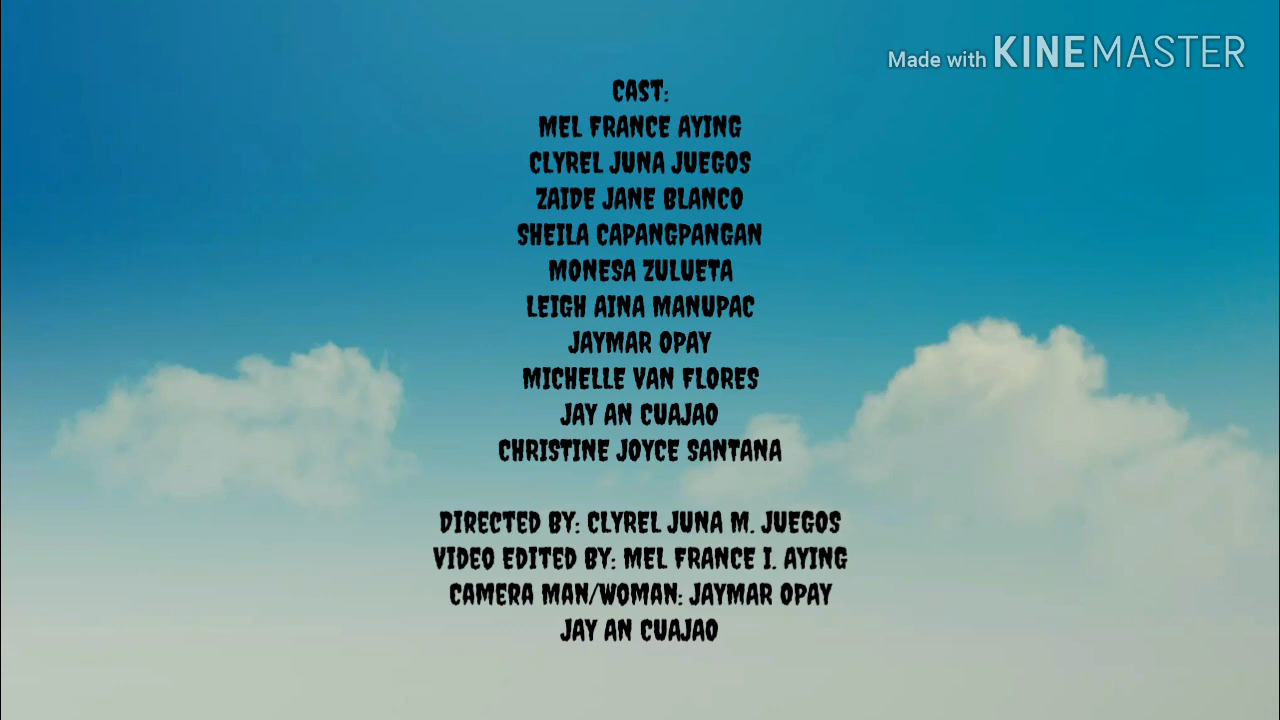 Made with KINEMASTER
CAST:
MEL FRANCE AYING
CLYREL JUNA JUEGOS
ZAIDE JANE BLANCO
SHEILA CAPANGPANGAN
MONESA ZULUETA
LEIGH AINA MANUPAC
JAYMAR OPAY
MICHELLE VAN FLORES
JAY AN CUAJAO
CHRISTINE JOYCE SANTANA
DIRECTED BY: CLYREL JUNA M. JUEGOS
VIDEO EDITED BY: MEL FRANCE I. AYING
CAMERA MAN/WOMAN: JAYMAR OPAY
JAY AN CUAJAO